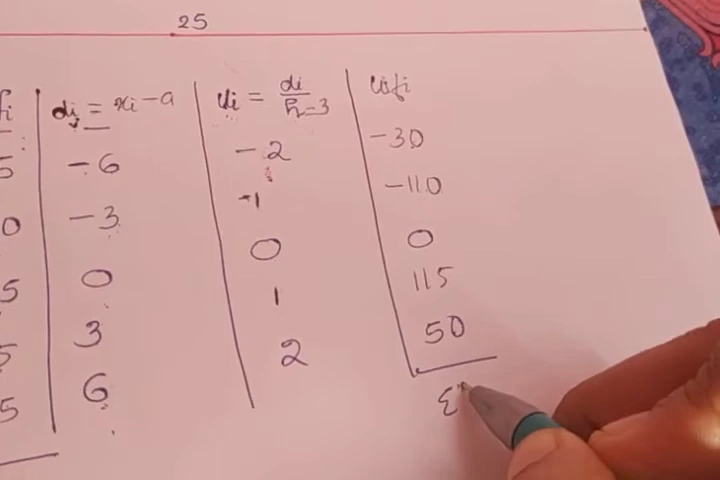 25
fi | di = xi - a | ui = di/h=3 | uifi
5 | -6 | -2 | -30
0 | -3 | -1 | -110
5 | 0 | 0 | 0
5 | 3 | 1 | 115
5 | 6 | 2 | 50
Σ